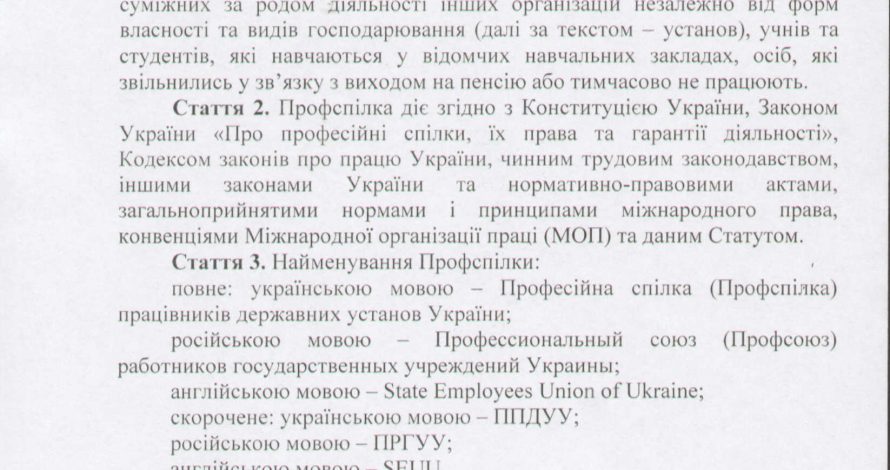 суміжних за родом діяльності інших організацій незалежно від форм
власності та видів господарювання (далі за текстом – установ), учнів та
студентів, які навчаються у відомчих навчальних закладах, осіб, які
звільнились у зв’язку з виходом на пенсію або тимчасово не працюють.
Стаття 2. Профспілка діє згідно з Конституцією України, Законом
України «Про професійні спілки, їх права та гарантії діяльності»,
Кодексом законів про працю України, чинним трудовим законодавством,
іншими законами України та нормативно-правовими актами,
загальноприйнятими нормами і принципами міжнародного права,
конвенціями Міжнародної організації праці (МОП) та даним Статутом.
Стаття 3. Найменування Профспілки:
повне: українською мовою – Професійна спілка (Профспілка)
працівників державних установ України;
російською мовою – Профессиональный союз (Профсоюз)
работников государственных учреждений Украины;
англійською мовою – State Employees Union of Ukraine;
скорочене: українською мовою – ППДУУ;
російською мовою – ПРГУУ;
англійською мовою – SEUU